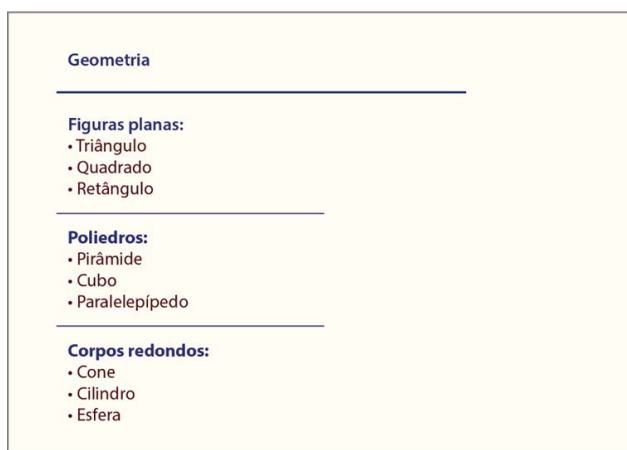 Geometria
Figuras planas:
• Triângulo
• Quadrado
• Retângulo
Poliedros:
• Pirâmide
• Cubo
• Paralelepípedo
Corpos redondos:
• Cone
• Cilindro
• Esfera